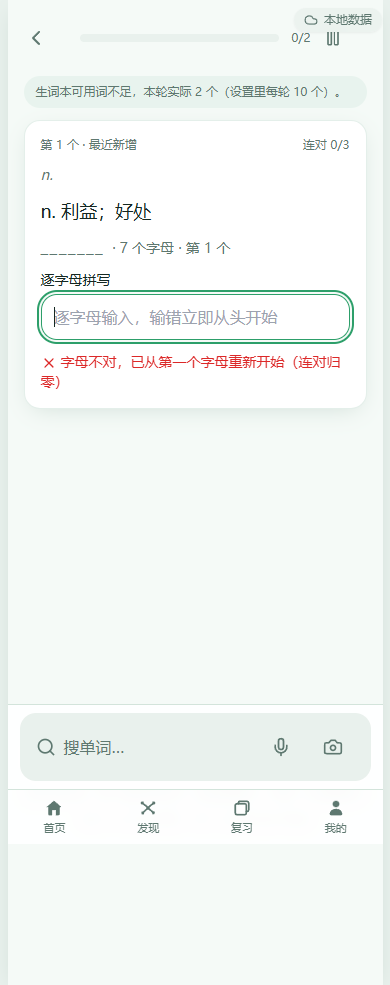 本地数据
0/2
生词本可用词不足，本轮实际 2 个（设置里每轮 10 个）。
第 1 个 · 最近新增 连对 0/3
n.
n. 利益；好处
_______ · 7 个字母 · 第 1 个
逐字母拼写
逐字母输入，输错立即从头开始
字母不对，已从第一个字母重新开始（连对归
零）
搜单词...
首页 发现 复习 我的